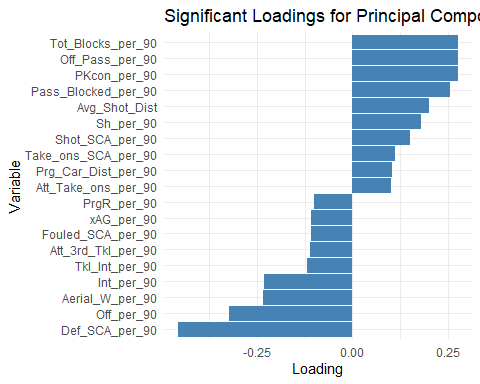 Significant Loadings for Principal Compo
Tot_Blocks_per_90
Off_Pass_per_90
PKcon_per_90
Pass_Blocked_per_90
Avg_Shot_Dist
Sh_per_90
Shot_SCA_per_90
Take_ons_SCA_per_90
Prg_Car_Dist_per_90
Att_Take_ons_per_90
PrgR_per_90
xAG_per_90
Fouled_SCA_per_90
Att_3rd_Tkl_per_90
Tkl_Int_per_90
Int_per_90
Aerial_W_per_90
Off_per_90
Def_SCA_per_90
Variable
-0.25 0.00 0.25
Loading